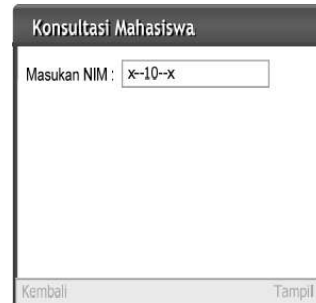 Konsultasi Mahasiswa
Masukan NIM : x--10--x
Kembali Tampil